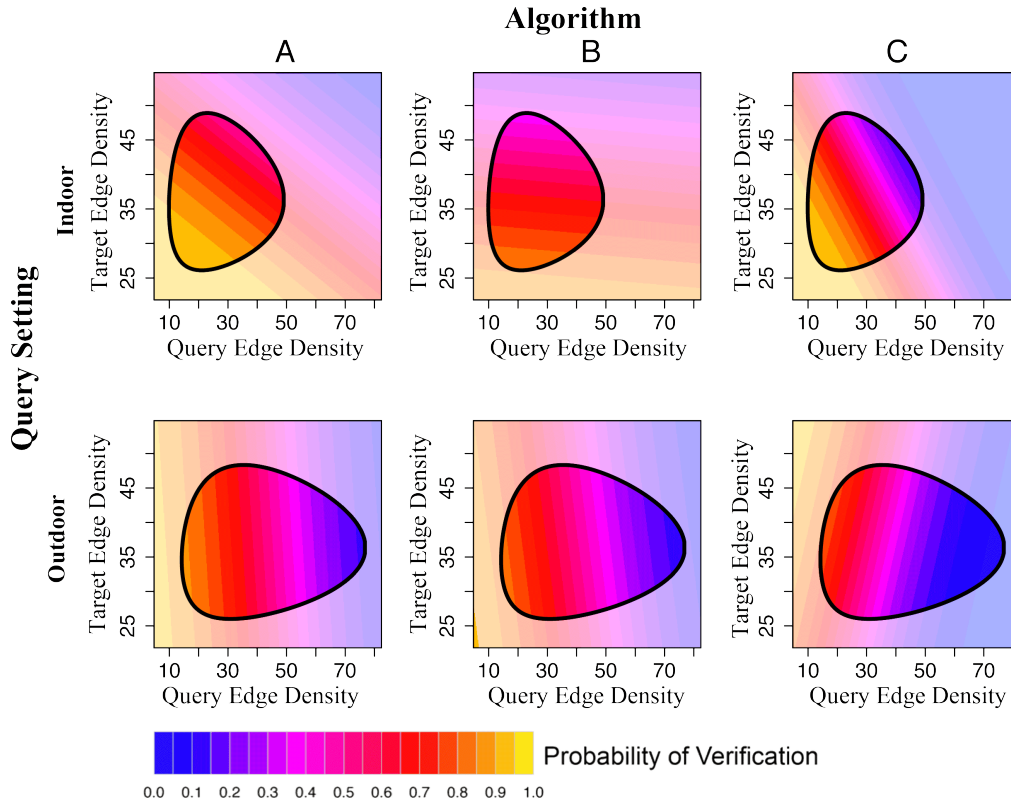 Algorithm
A B C
Query Setting
Indoor
Target Edge Density
25 35 45
10 30 50 70
Query Edge Density
Target Edge Density
25 35 45
10 30 50 70
Query Edge Density
Target Edge Density
25 35 45
10 30 50 70
Query Edge Density
Outdoor
Target Edge Density
25 35 45
10 30 50 70
Query Edge Density
Target Edge Density
25 35 45
10 30 50 70
Query Edge Density
Target Edge Density
25 35 45
10 30 50 70
Query Edge Density
Probability of Verification
0.0 0.1 0.2 0.3 0.4 0.5 0.6 0.7 0.8 0.9 1.0